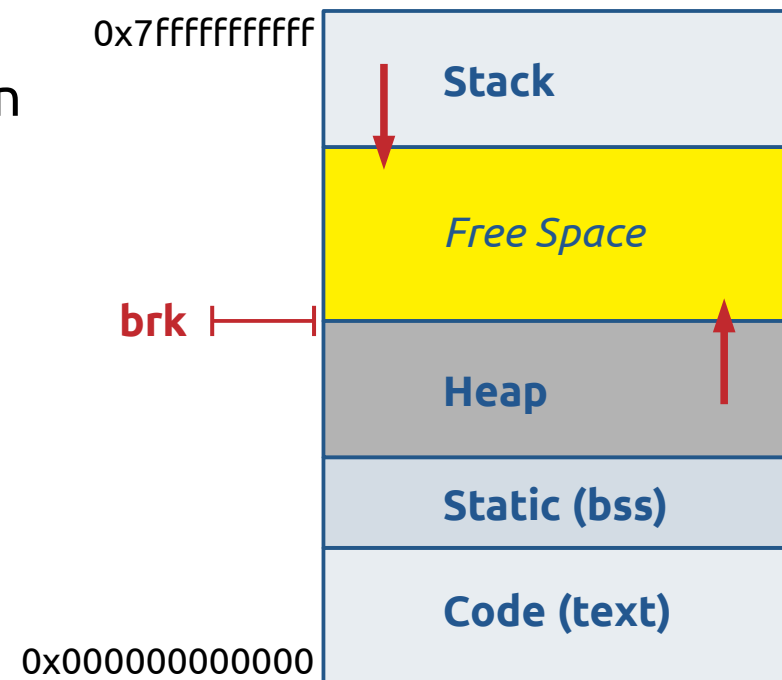 0x7fffffffffff
Stack
Free Space
brk
Heap
Static (bss)
Code (text)
0x000000000000